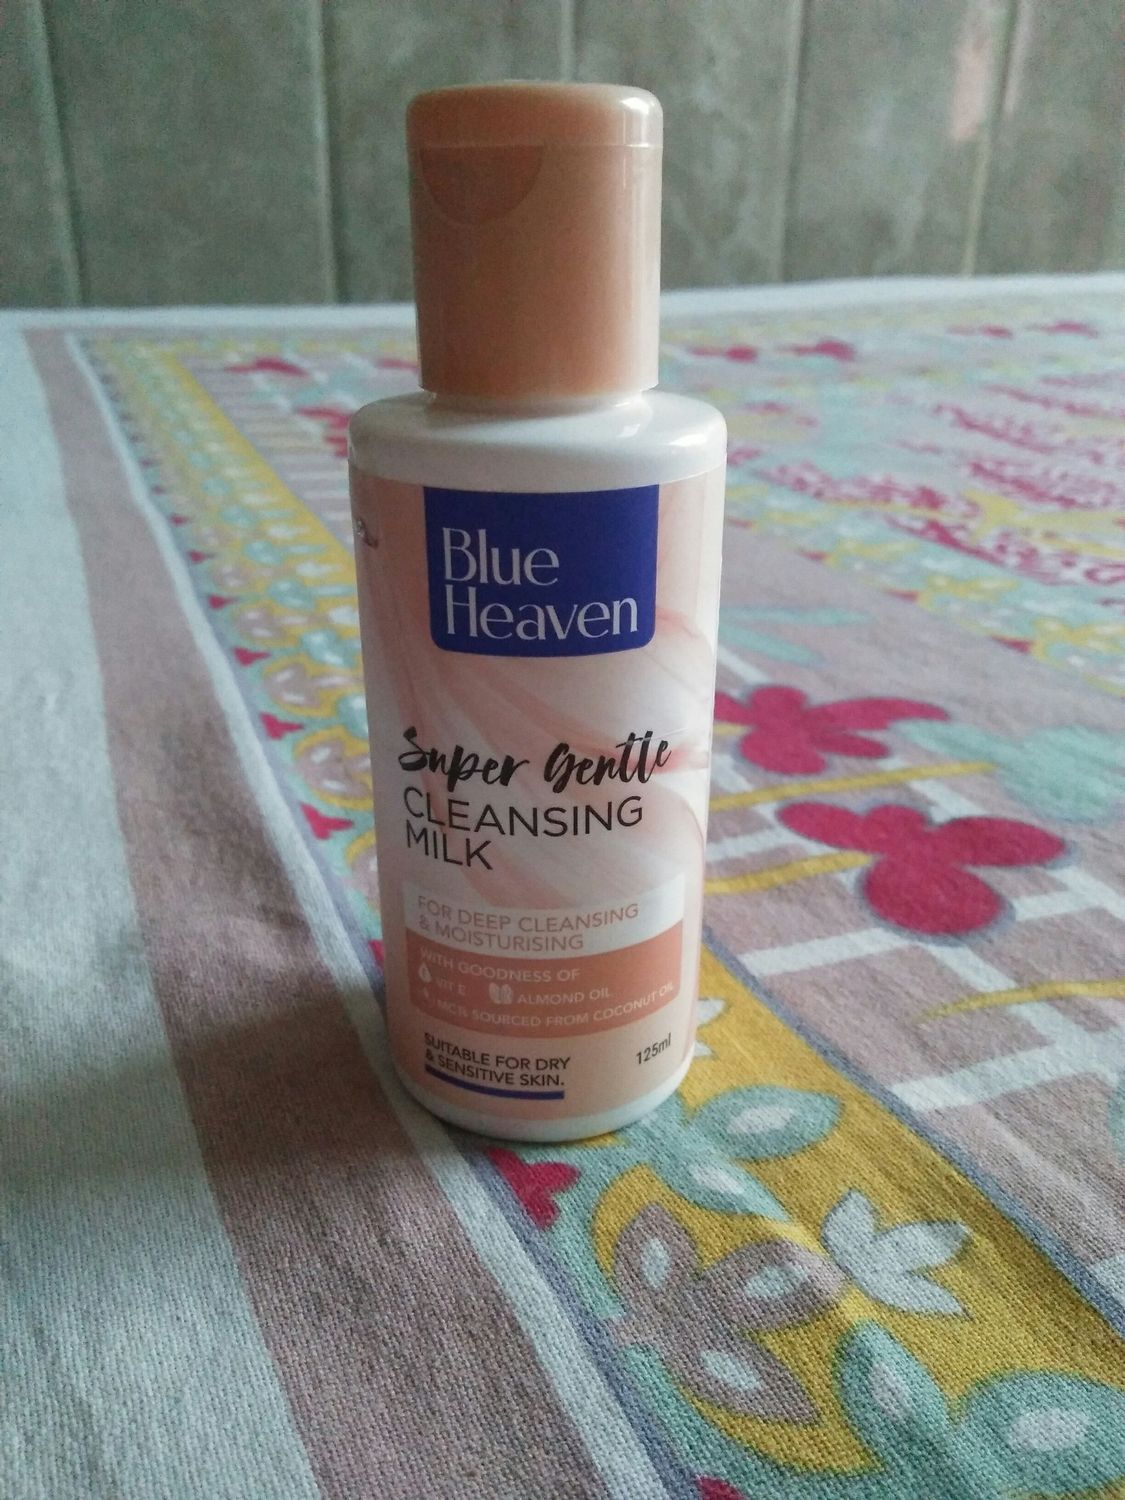 Blue
Heaven
Super Gentle
CLEANSING
MILK
FOR DEEP CLEANSING
& MOISTURISING
WITH GOODNESS OF
VIT E ALMOND OIL
SOURCED FROM COCONUT OIL
SUITABLE FOR DRY
& SENSITIVE SKIN.
125ml